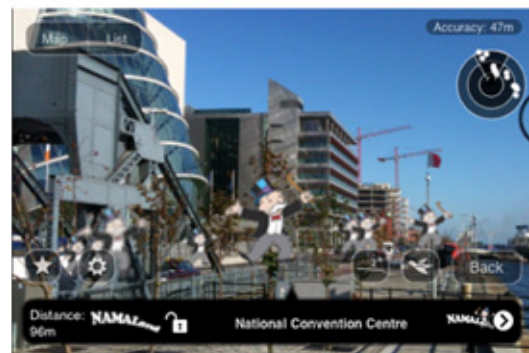 Map List
Accuracy: 47m
Back
Distance:
96m
NAMALand
National Convention Centre